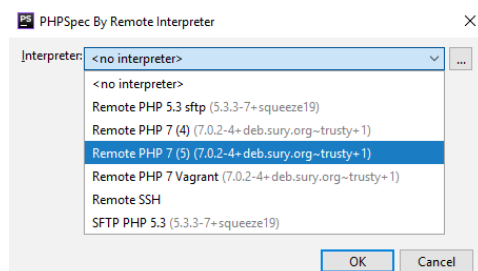 PS PHPSpec By Remote Interpreter
Interpreter: <no interpreter> ...
<no interpreter>
Remote PHP 5.3 sftp (5.3.3-7+squeeze19)
Remote PHP 7 (4) (7.0.2-4+deb.sury.org~trusty+1)
Remote PHP 7 (5) (7.0.2-4+deb.sury.org~trusty+1)
Remote PHP 7 Vagrant (7.0.2-4+deb.sury.org~trusty+1)
Remote SSH
SFTP PHP 5.3 (5.3.3-7+squeeze19)
OK Cancel